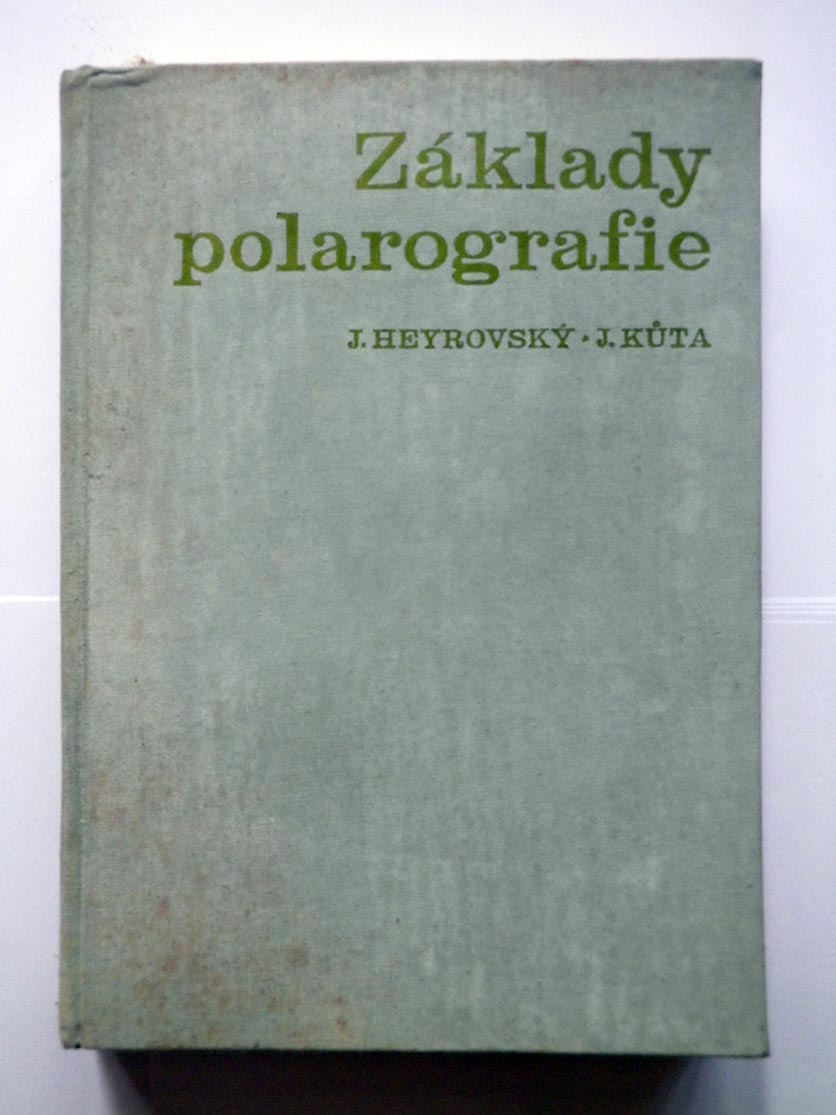 Základy
polarografie
J. HEYROVSKÝ · J. KŮTA